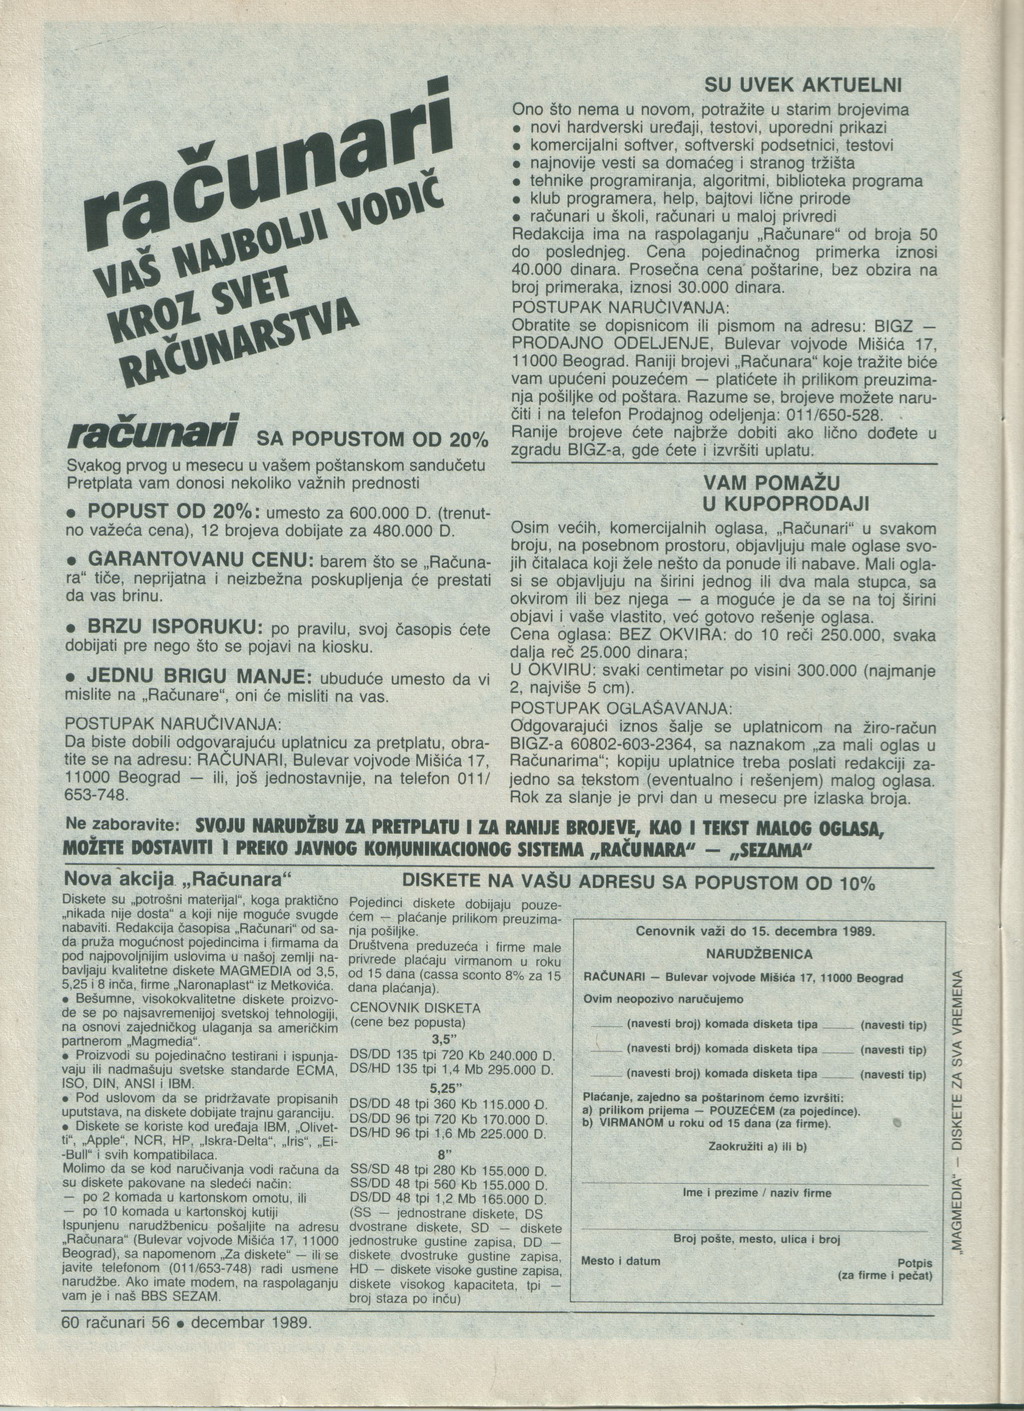 računari
VAŠ NAJBOLJI VODIČ
KROZ SVET
RAČUNARSTVA
računari SA POPUSTOM OD 20%
Svakog prvog u mesecu u vašem poštanskom sandučetu
Pretplata vam donosi nekoliko važnih prednosti
• POPUST OD 20%: umesto za 600.000 D. (trenut-
no važeća cena), 12 brojeva dobijate za 480.000 D.
• GARANTOVANU CENU: barem što se „Računa-
ra“ tiče, neprijatna i neizbežna poskupljenja će prestati
da vas brinu.
• BRZU ISPORUKU: po pravilu, svoj časopis ćete
dobijati pre nego što se pojavi na kiosku.
• JEDNU BRIGU MANJE: ubuduće umesto da vi
mislite na „Računare“, oni će misliti na vas.
POSTUPAK NARUČIVANJA:
Da biste dobili odgovarajuću uplatnicu za pretplatu, obra-
tite se na adresu: RAČUNARI, Bulevar vojvode Mišića 17,
11000 Beograd — ili, još jednostavnije, na telefon 011/
653-748.
SU UVEK AKTUELNI
Ono što nema u novom, potražite u starim brojevima
• novi hardverski uređaji, testovi, uporedni prikazi
• komercijalni softver, softverski podsetnici, testovi
• najnovije vesti sa domaćeg i stranog tržišta
• tehnike programiranja, algoritmi, biblioteka programa
• klub programera, help, bajtovi lične prirode
• računari u školi, računari u maloj privredi
Redakcija ima na raspolaganju „Računare“ od broja 50
do poslednjeg. Cena pojedinačnog primerka iznosi
40.000 dinara. Prosečna cena poštarine, bez obzira na
broj primeraka, iznosi 30.000 dinara.
POSTUPAK NARUČIVANJA:
Obratite se dopisnicom ili pismom na adresu: BIGZ —
PRODAJNO ODELJENJE, Bulevar vojvode Mišića 17,
11000 Beograd. Raniji brojevi „Računara“ koje tražite biće
vam upućeni pouzećem — platićete ih prilikom preuzima-
nja pošiljke od poštara. Razume se, brojeve možete naru-
čiti i na telefon Prodajnog odeljenja: 011/650-528.
Ranije brojeve ćete najbrže dobiti ako lično dođete u
zgradu BIGZ-a, gde ćete i izvršiti uplatu.
VAM POMAŽU
U KUPOPRODAJI
Osim većih, komercijalnih oglasa, „Računari“ u svakom
broju, na posebnom prostoru, objavljuju male oglase svo-
jih čitalaca koji žele nešto da ponude ili nabave. Mali ogla-
si se objavljuju na širini jednog ili dva mala stupca, sa
okvirom ili bez njega — a moguće je da se na toj širini
objavi i vaše vlastito, već gotovo rešenje oglasa.
Cena oglasa: BEZ OKVIRA: do 10 reči 250.000, svaka
dalja reč 25.000 dinara;
U OKVIRU: svaki centimetar po visini 300.000 (najmanje
2, najviše 5 cm).
POSTUPAK OGLAŠAVANJA:
Odgovarajući iznos šalje se uplatnicom na žiro-račun
BIGZ-a 60802-603-2364, sa naznakom „za mali oglas u
Računarima“; kopiju uplatnice treba poslati redakciji za-
jedno sa tekstom (eventualno i rešenjem) malog oglasa.
Rok za slanje je prvi dan u mesecu pre izlaska broja.
Ne zaboravite: SVOJU NARUDŽBU ZA PRETPLATU I ZA RANIJE BROJEVE, KAO I TEKST MALOG OGLASA,
MOŽETE DOSTAVITI I PREKO JAVNOG KOMUNIKACIONOG SISTEMA „RAČUNARA“ — „SEZAMA“
Nova akcija „Računara“
DISKETE NA VAŠU ADRESU SA POPUSTOM OD 10%
Diskete su „potrošni materijal“, koga praktično
„nikada nije dosta“ a koji nije moguće svugde
nabaviti. Redakcija časopisa „Računari“ od sa-
da pruža mogućnost pojedincima i firmama da
pod najpovoljnijim uslovima u našoj zemlji na-
bavljaju kvalitetne diskete MAGMEDIA od 3,5,
5,25 i 8 inča, firme „Naronaplast“ iz Metkovića.
• Bešumne, visokokvalitetne diskete proizvo-
de se po najsavremenijoj svetskoj tehnologiji,
na osnovi zajedničkog ulaganja sa američkim
partnerom „Magmedia“.
• Proizvodi su pojedinačno testirani i ispunja-
vaju ili nadmašuju svetske standarde ECMA,
ISO, DIN, ANSI i IBM.
• Pod uslovom da se pridržavate propisanih
uputstava, na diskete dobijate trajnu garanciju.
• Diskete se koriste kod uređaja IBM, „Olivet-
ti“, „Apple“, NCR, HP, „Iskra-Delta“, „Iris“, „Ei-
-Bull“ i svih kompatibilaca.
Molimo da se kod naručivanja vodi računa da
su diskete pakovane na sledeći način:
— po 2 komada u kartonskom omotu, ili
— po 10 komada u kartonskoj kutiji
Ispunjenu narudžbenicu pošaljite na adresu
„Računara“ (Bulevar vojvode Mišića 17, 11000
Beograd), sa napomenom „Za diskete“ — ili se
javite telefonom (011/653-748) radi usmene
narudžbe. Ako imate modem, na raspolaganju
vam je i naš BBS SEZAM.
Pojedinci diskete dobijaju pouze-
ćem — plaćanje prilikom preuzima-
nja pošiljke.
Društvena preduzeća i firme male
privrede plaćaju virmanom u roku
od 15 dana (cassa sconto 8% za 15
dana plaćanja).
CENOVNIK DISKETA
(cene bez popusta)
3,5”
DS/DD 135 tpi 720 Kb 240.000 D.
DS/HD 135 tpi 1,4 Mb 295.000 D.
5,25”
DS/DD 48 tpi 360 Kb 115.000 D.
DS/DD 96 tpi 720 Kb 170.000 D.
DS/HD 96 tpi 1,6 Mb 225.000 D.
8”
SS/SD 48 tpi 280 Kb 155.000 D.
SS/DD 48 tpi 560 Kb 155.000 D.
DS/DD 48 tpi 1,2 Mb 165.000 D.
(SS — jednostrane diskete, DS
dvostrane diskete, SD — diskete
jednostruke gustine zapisa, DD —
diskete dvostruke gustine zapisa,
HD — diskete visoke gustine zapisa,
diskete visokog kapaciteta, tpi —
broj staza po inču)
Cenovnik važi do 15. decembra 1989.
NARUDŽBENICA
RAČUNARI — Bulevar vojvode Mišića 17, 11000 Beograd
Ovim neopozivo naručujemo
____ (navesti broj) komada disketa tipa ____ (navesti tip)
____ (navesti broj) komada disketa tipa ____ (navesti tip)
____ (navesti broj) komada disketa tipa ____ (navesti tip)
Plaćanje, zajedno sa poštarinom ćemo izvršiti:
a) prilikom prijema — POUZEĆEM (za pojedince).
b) VIRMANOM u roku od 15 dana (za firme).
Zaokružiti a) ili b)
Ime i prezime / naziv firme
Broj pošte, mesto, ulica i broj
Mesto i datum
Potpis
(za firme i pečat)
„MAGMEDIA“ — DISKETE ZA SVA VREMENA
60 računari 56 • decembar 1989.